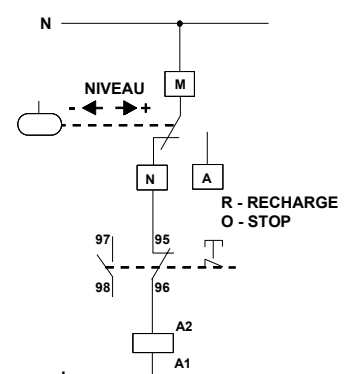 N
M
NIVEAU
- +
N
A
R - RECHARGE
O - STOP
97 95
98 96
A2
A1